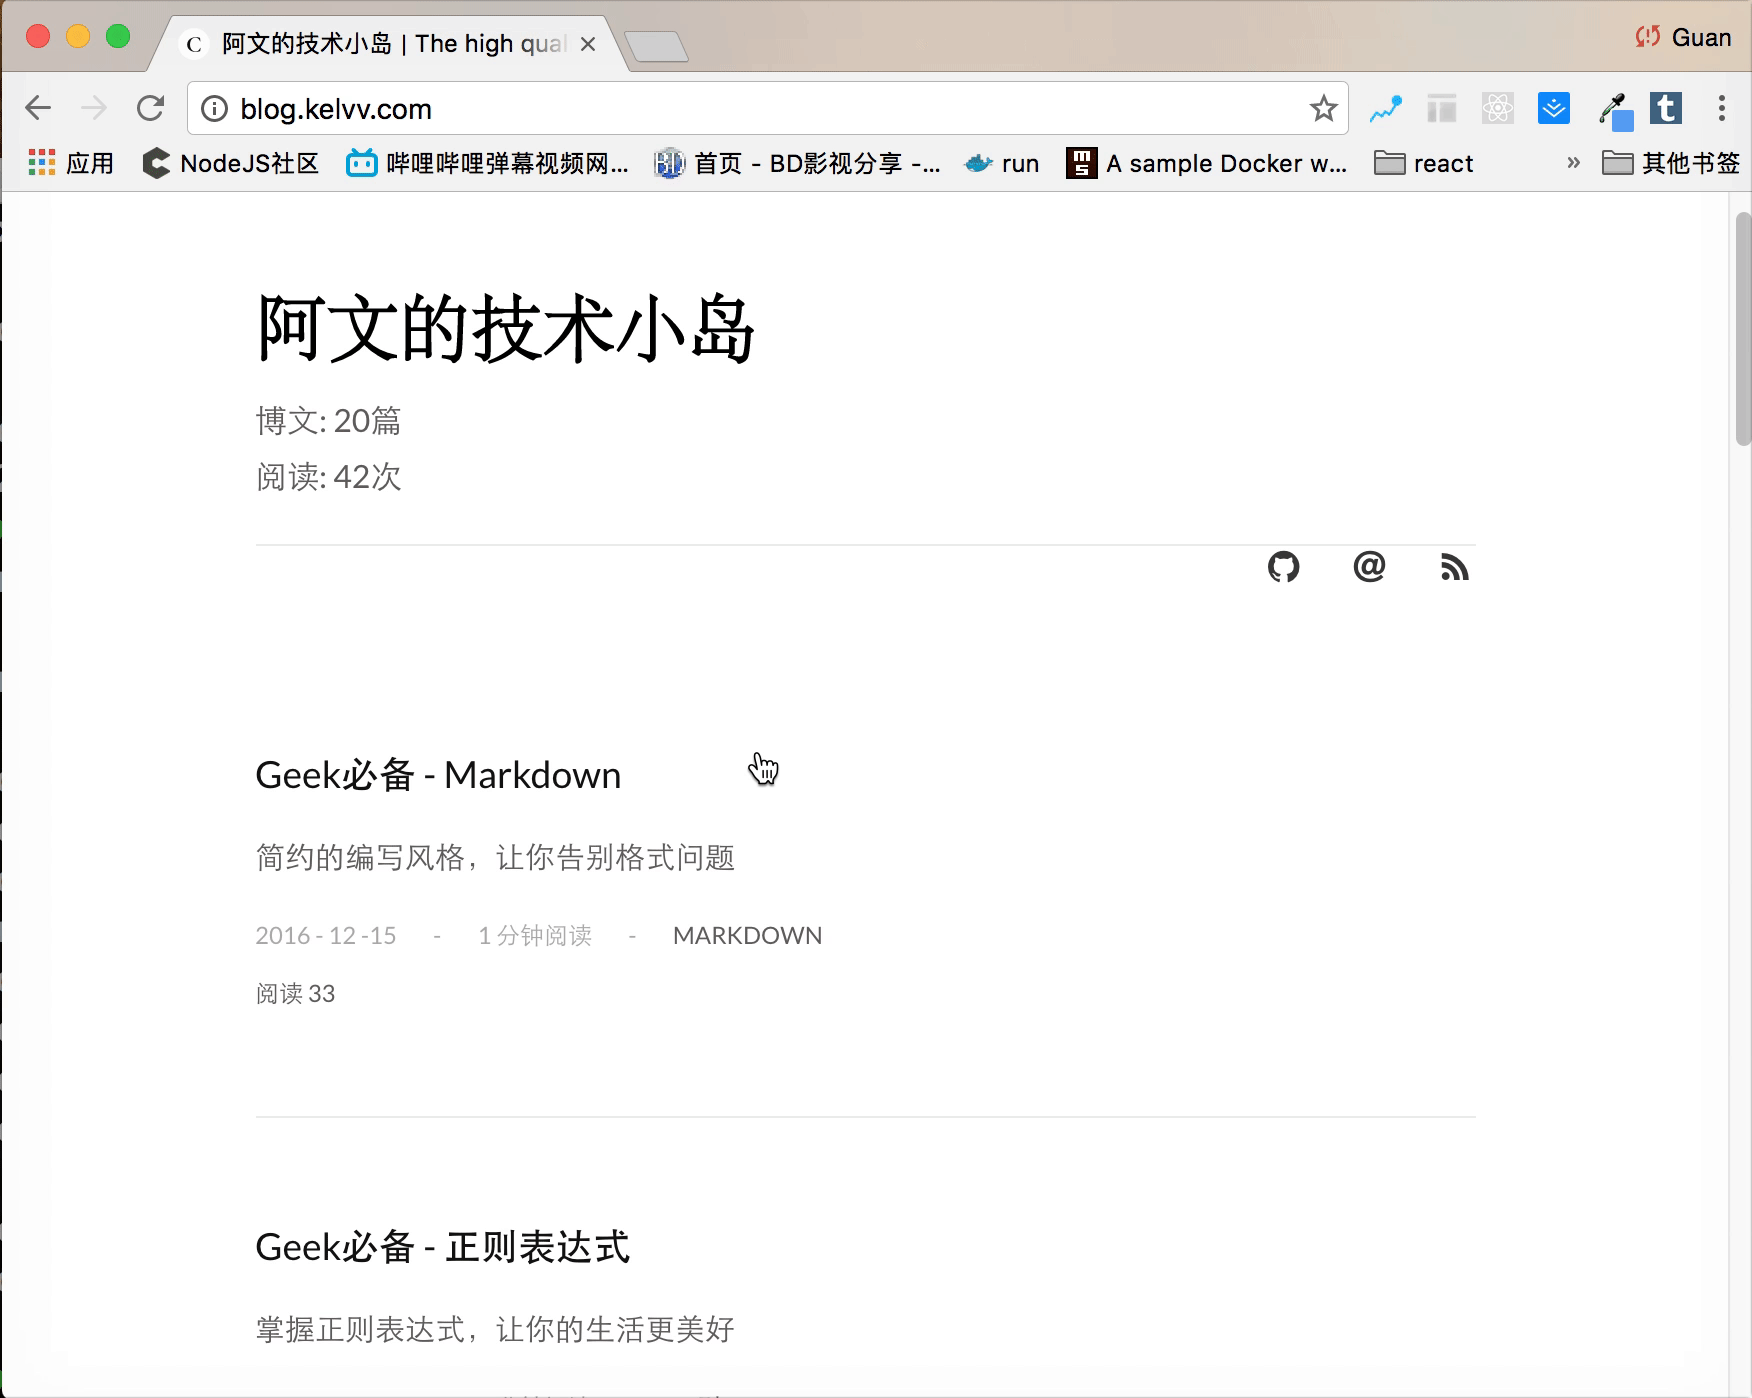 C 阿文的技术小岛 | The high qual
Guan
blog.kelvv.com
应用 NodeJS社区 哔哩哔哩弹幕视频网... 首页 - BD影视分享 -... run A sample Docker w... react » 其他书签
阿文的技术小岛
博文: 20篇
阅读: 42次
Geek必备 - Markdown
简约的编写风格，让你告别格式问题
2016 - 12 -15 - 1 分钟阅读 - MARKDOWN
阅读 33
Geek必备 - 正则表达式
掌握正则表达式，让你的生活更美好